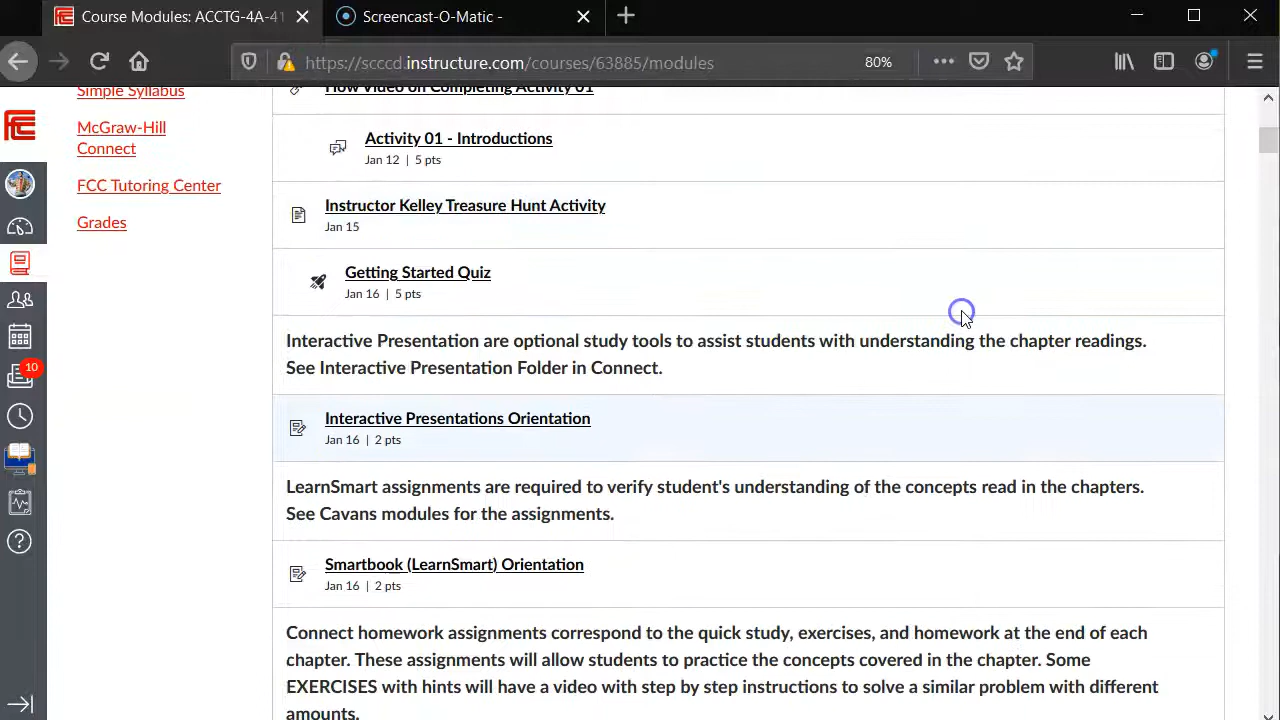 Course Modules: ACCTG-4A-41
Screencast-O-Matic -
https://scccd.instructure.com/courses/63885/modules
80%
Simple Syllabus
McGraw-Hill
Connect
FCC Tutoring Center
Grades
10
How Video on Completing Activity 01
Activity 01 - Introductions
Jan 12 | 5 pts
Instructor Kelley Treasure Hunt Activity
Jan 15
Getting Started Quiz
Jan 16 | 5 pts
Interactive Presentation are optional study tools to assist students with understanding the chapter readings.
See Interactive Presentation Folder in Connect.
Interactive Presentations Orientation
Jan 16 | 2 pts
LearnSmart assignments are required to verify student's understanding of the concepts read in the chapters.
See Cavans modules for the assignments.
Smartbook (LearnSmart) Orientation
Jan 16 | 2 pts
Connect homework assignments correspond to the quick study, exercises, and homework at the end of each
chapter. These assignments will allow students to practice the concepts covered in the chapter. Some
EXERCISES with hints will have a video with step by step instructions to solve a similar problem with different
amounts.